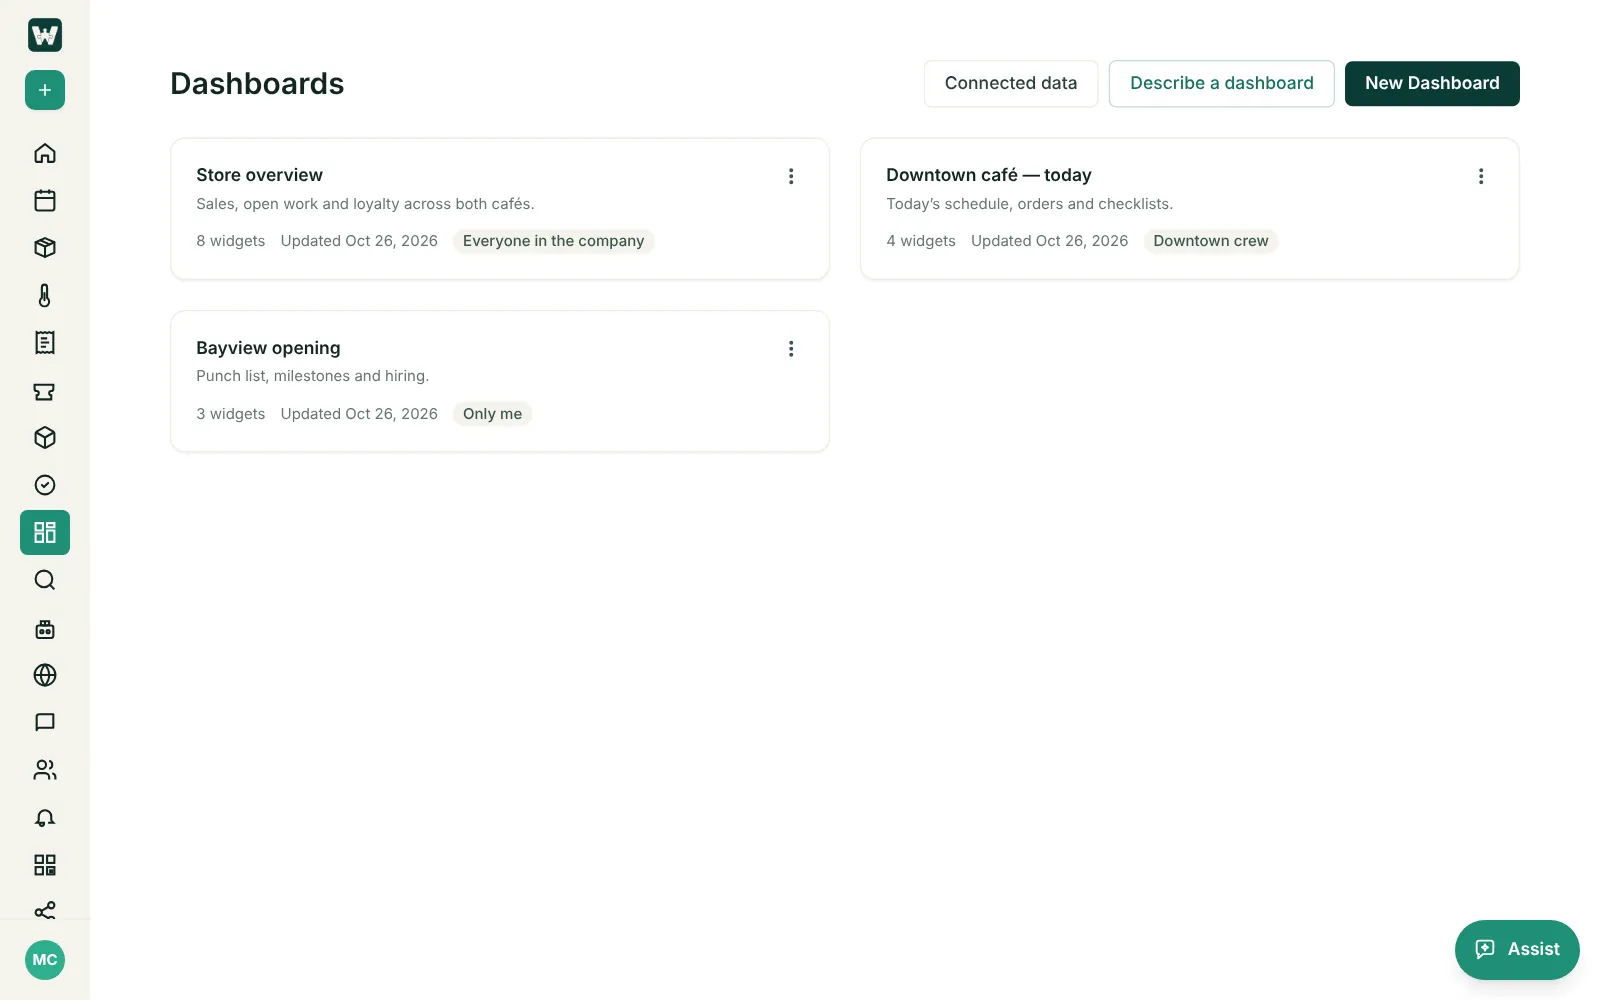 W
Dashboards
Connected data
Describe a dashboard
New Dashboard
Store overview
Sales, open work and loyalty across both cafés.
8 widgets Updated Oct 26, 2026 Everyone in the company
Downtown café — today
Today's schedule, orders and checklists.
4 widgets Updated Oct 26, 2026 Downtown crew
Bayview opening
Punch list, milestones and hiring.
3 widgets Updated Oct 26, 2026 Only me
MC
Assist